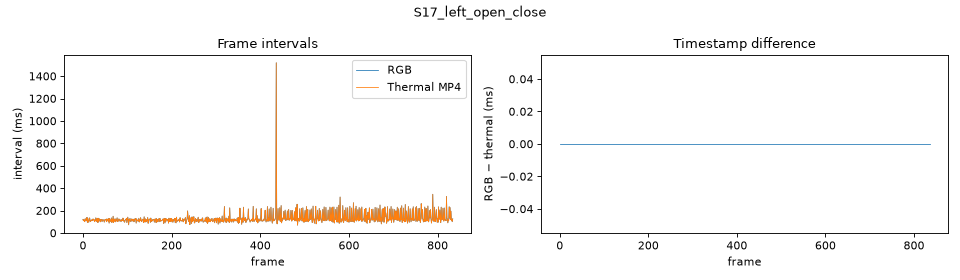 S17_left_open_close
Frame intervals
interval (ms)
1400
1200
1000
800
600
400
200
0
0 200 400 600 800
frame
RGB
Thermal MP4
Timestamp difference
RGB − thermal (ms)
0.04
0.02
0.00
−0.02
−0.04
0 200 400 600 800
frame